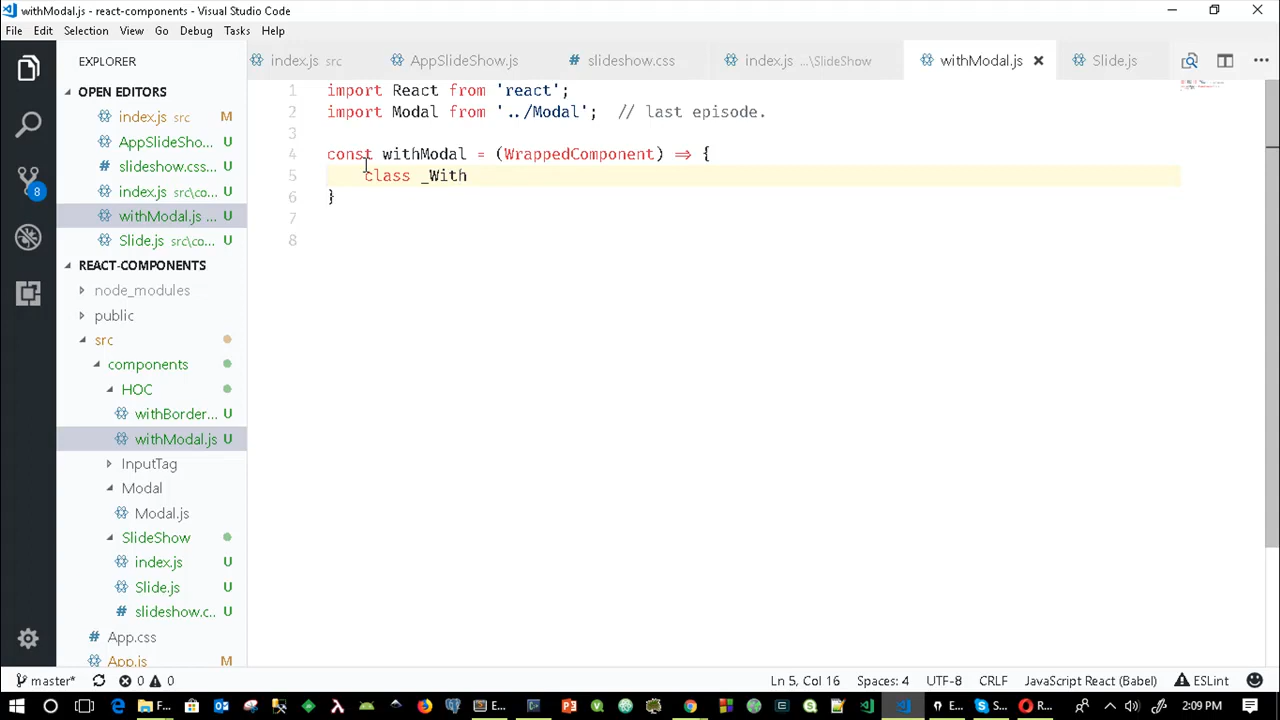 withModal.js - react-components - Visual Studio Code
File Edit Selection View Go Debug Tasks Help
EXPLORER
OPEN EDITORS
index.js src M
AppSlideSho... U
slideshow.css... U
index.js src\co... U
withModal.js ... U
Slide.js src\co... U
REACT-COMPONENTS
node_modules
public
src
components
HOC
withBorder... U
withModal.js U
InputTag
Modal
Modal.js
SlideShow
index.js U
Slide.js U
slideshow.c... U
App.css
App.js M
8
index.js src AppSlideShow.js slideshow.css index.js ...\SlideShow withModal.js Slide.js
1 import React from 'react';
2 import Modal from '../Modal'; // last episode.
3
4 const withModal = (WrappedComponent) => {
5 class _With
6 }
7
8
master* 0 0 Ln 5, Col 16 Spaces: 4 UTF-8 CRLF JavaScript React (Babel) ESLint
F... E... E... S... R... 2:09 PM